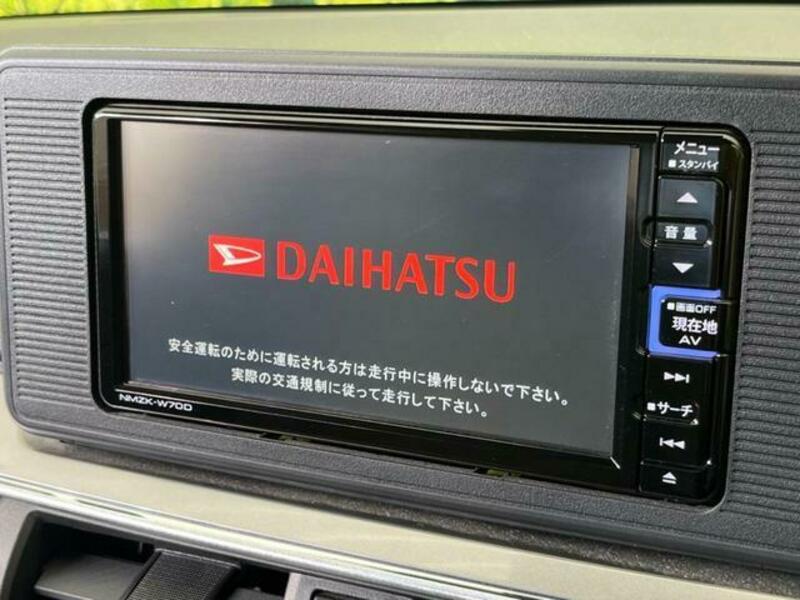 DAIHATSU
安全運転のために運転される方は走行中に操作しないで下さい。
実際の交通規制に従って走行して下さい。
NMZK-W70D
メニュー
■スタンバイ
音量
■画面OFF
現在地
AV
■サーチ